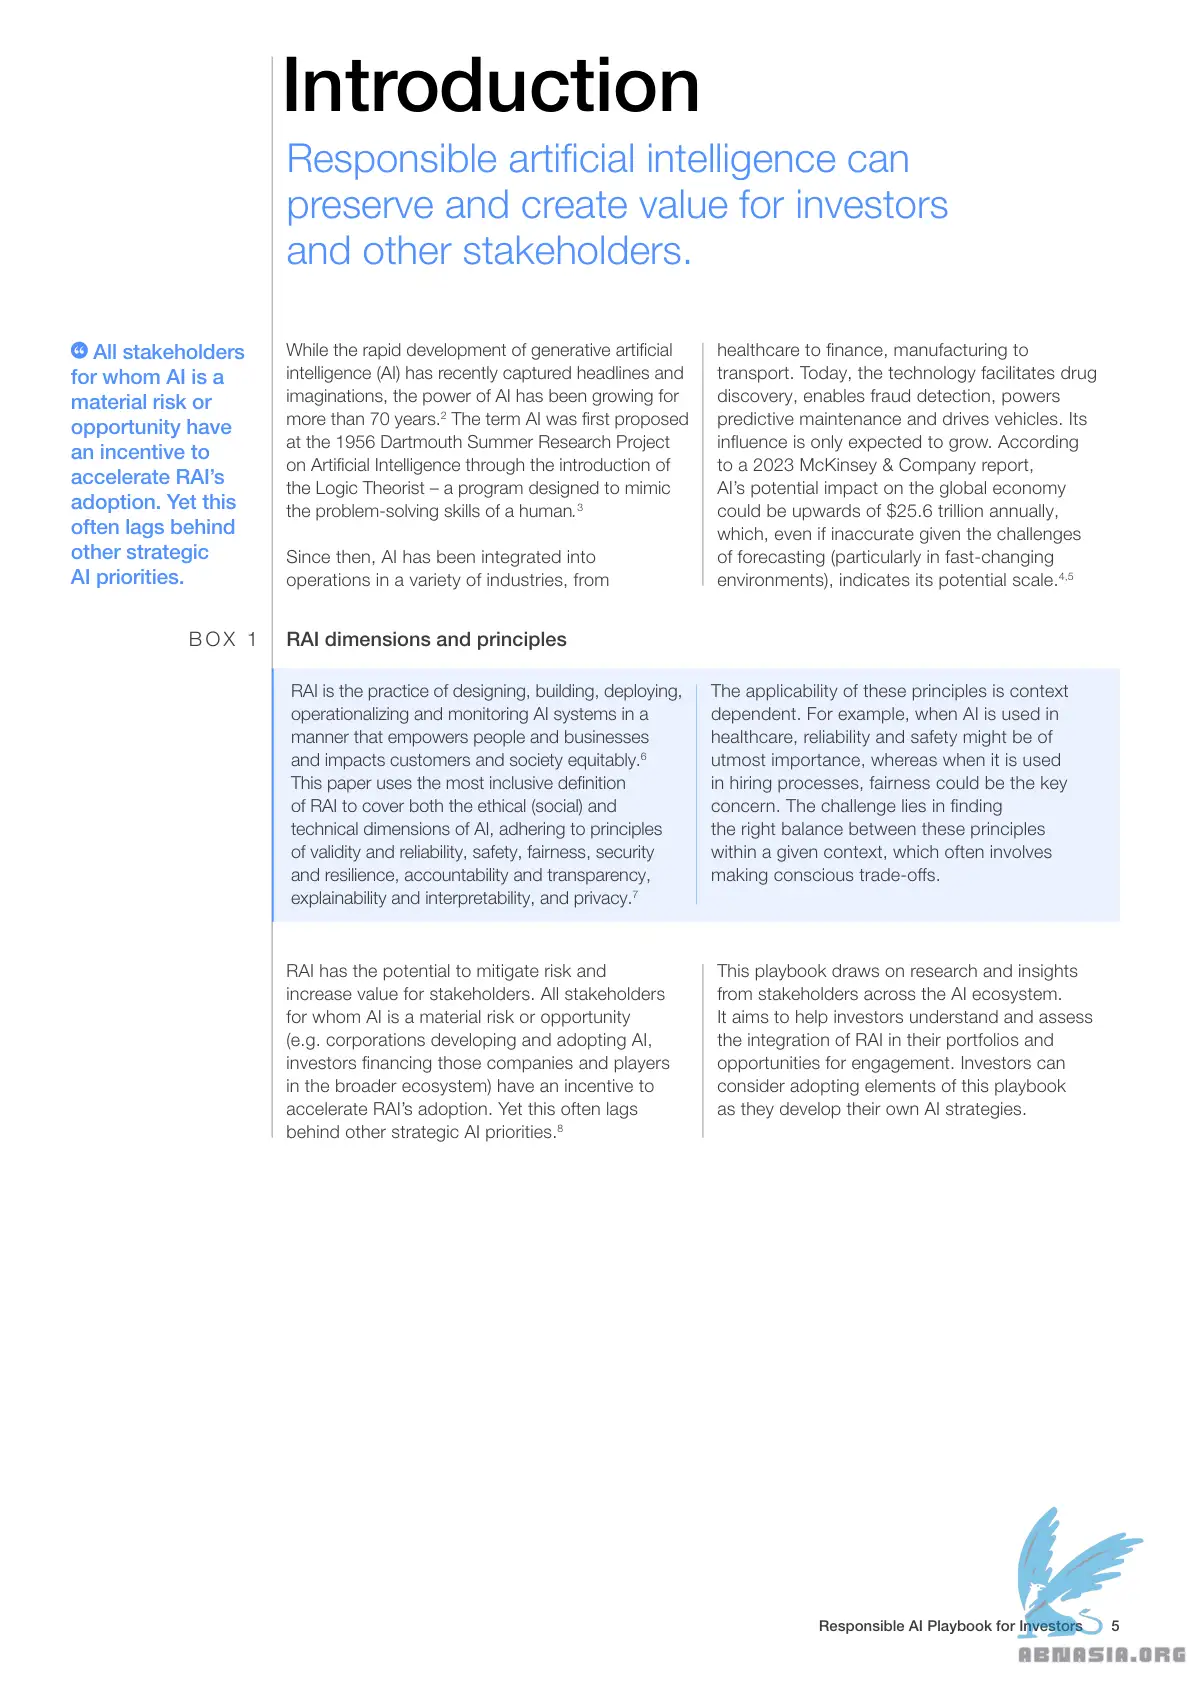 Introduction
Responsible artificial intelligence can
preserve and create value for investors
and other stakeholders.
All stakeholders
for whom AI is a
material risk or
opportunity have
an incentive to
accelerate RAI's
adoption. Yet this
often lags behind
other strategic
AI priorities.
While the rapid development of generative artificial
intelligence (AI) has recently captured headlines and
imaginations, the power of AI has been growing for
more than 70 years.2 The term AI was first proposed
at the 1956 Dartmouth Summer Research Project
on Artificial Intelligence through the introduction of
the Logic Theorist – a program designed to mimic
the problem-solving skills of a human.3
Since then, AI has been integrated into
operations in a variety of industries, from
healthcare to finance, manufacturing to
transport. Today, the technology facilitates drug
discovery, enables fraud detection, powers
predictive maintenance and drives vehicles. Its
influence is only expected to grow. According
to a 2023 McKinsey & Company report,
AI's potential impact on the global economy
could be upwards of $25.6 trillion annually,
which, even if inaccurate given the challenges
of forecasting (particularly in fast-changing
environments), indicates its potential scale.4,5
BOX 1
RAI dimensions and principles
RAI is the practice of designing, building, deploying,
operationalizing and monitoring AI systems in a
manner that empowers people and businesses
and impacts customers and society equitably.6
This paper uses the most inclusive definition
of RAI to cover both the ethical (social) and
technical dimensions of AI, adhering to principles
of validity and reliability, safety, fairness, security
and resilience, accountability and transparency,
explainability and interpretability, and privacy.7
The applicability of these principles is context
dependent. For example, when AI is used in
healthcare, reliability and safety might be of
utmost importance, whereas when it is used
in hiring processes, fairness could be the key
concern. The challenge lies in finding
the right balance between these principles
within a given context, which often involves
making conscious trade-offs.
RAI has the potential to mitigate risk and
increase value for stakeholders. All stakeholders
for whom AI is a material risk or opportunity
(e.g. corporations developing and adopting AI,
investors financing those companies and players
in the broader ecosystem) have an incentive to
accelerate RAI's adoption. Yet this often lags
behind other strategic AI priorities.8
This playbook draws on research and insights
from stakeholders across the AI ecosystem.
It aims to help investors understand and assess
the integration of RAI in their portfolios and
opportunities for engagement. Investors can
consider adopting elements of this playbook
as they develop their own AI strategies.
Responsible AI Playbook for Investors 5
ABNASIA.ORG